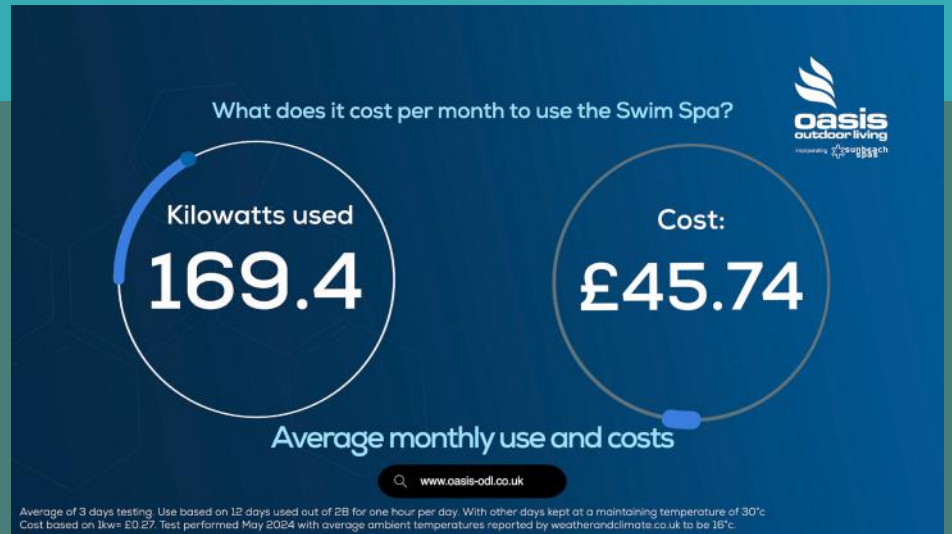 What does it cost per month to use the Swim Spa?
oasis
outdoor living
incorporating sunbeach
spas
Kilowatts used
169.4
Cost:
£45.74
Average monthly use and costs
www.oasis-odl.co.uk
Average of 3 days testing. Use based on 12 days used out of 28 for one hour per day. With other days kept at a maintaining temperature of 30°c
Cost based on 1kw= £0.27. Test performed May 2024 with average ambient temperatures reported by weatherandclimate.co.uk to be 16°c.